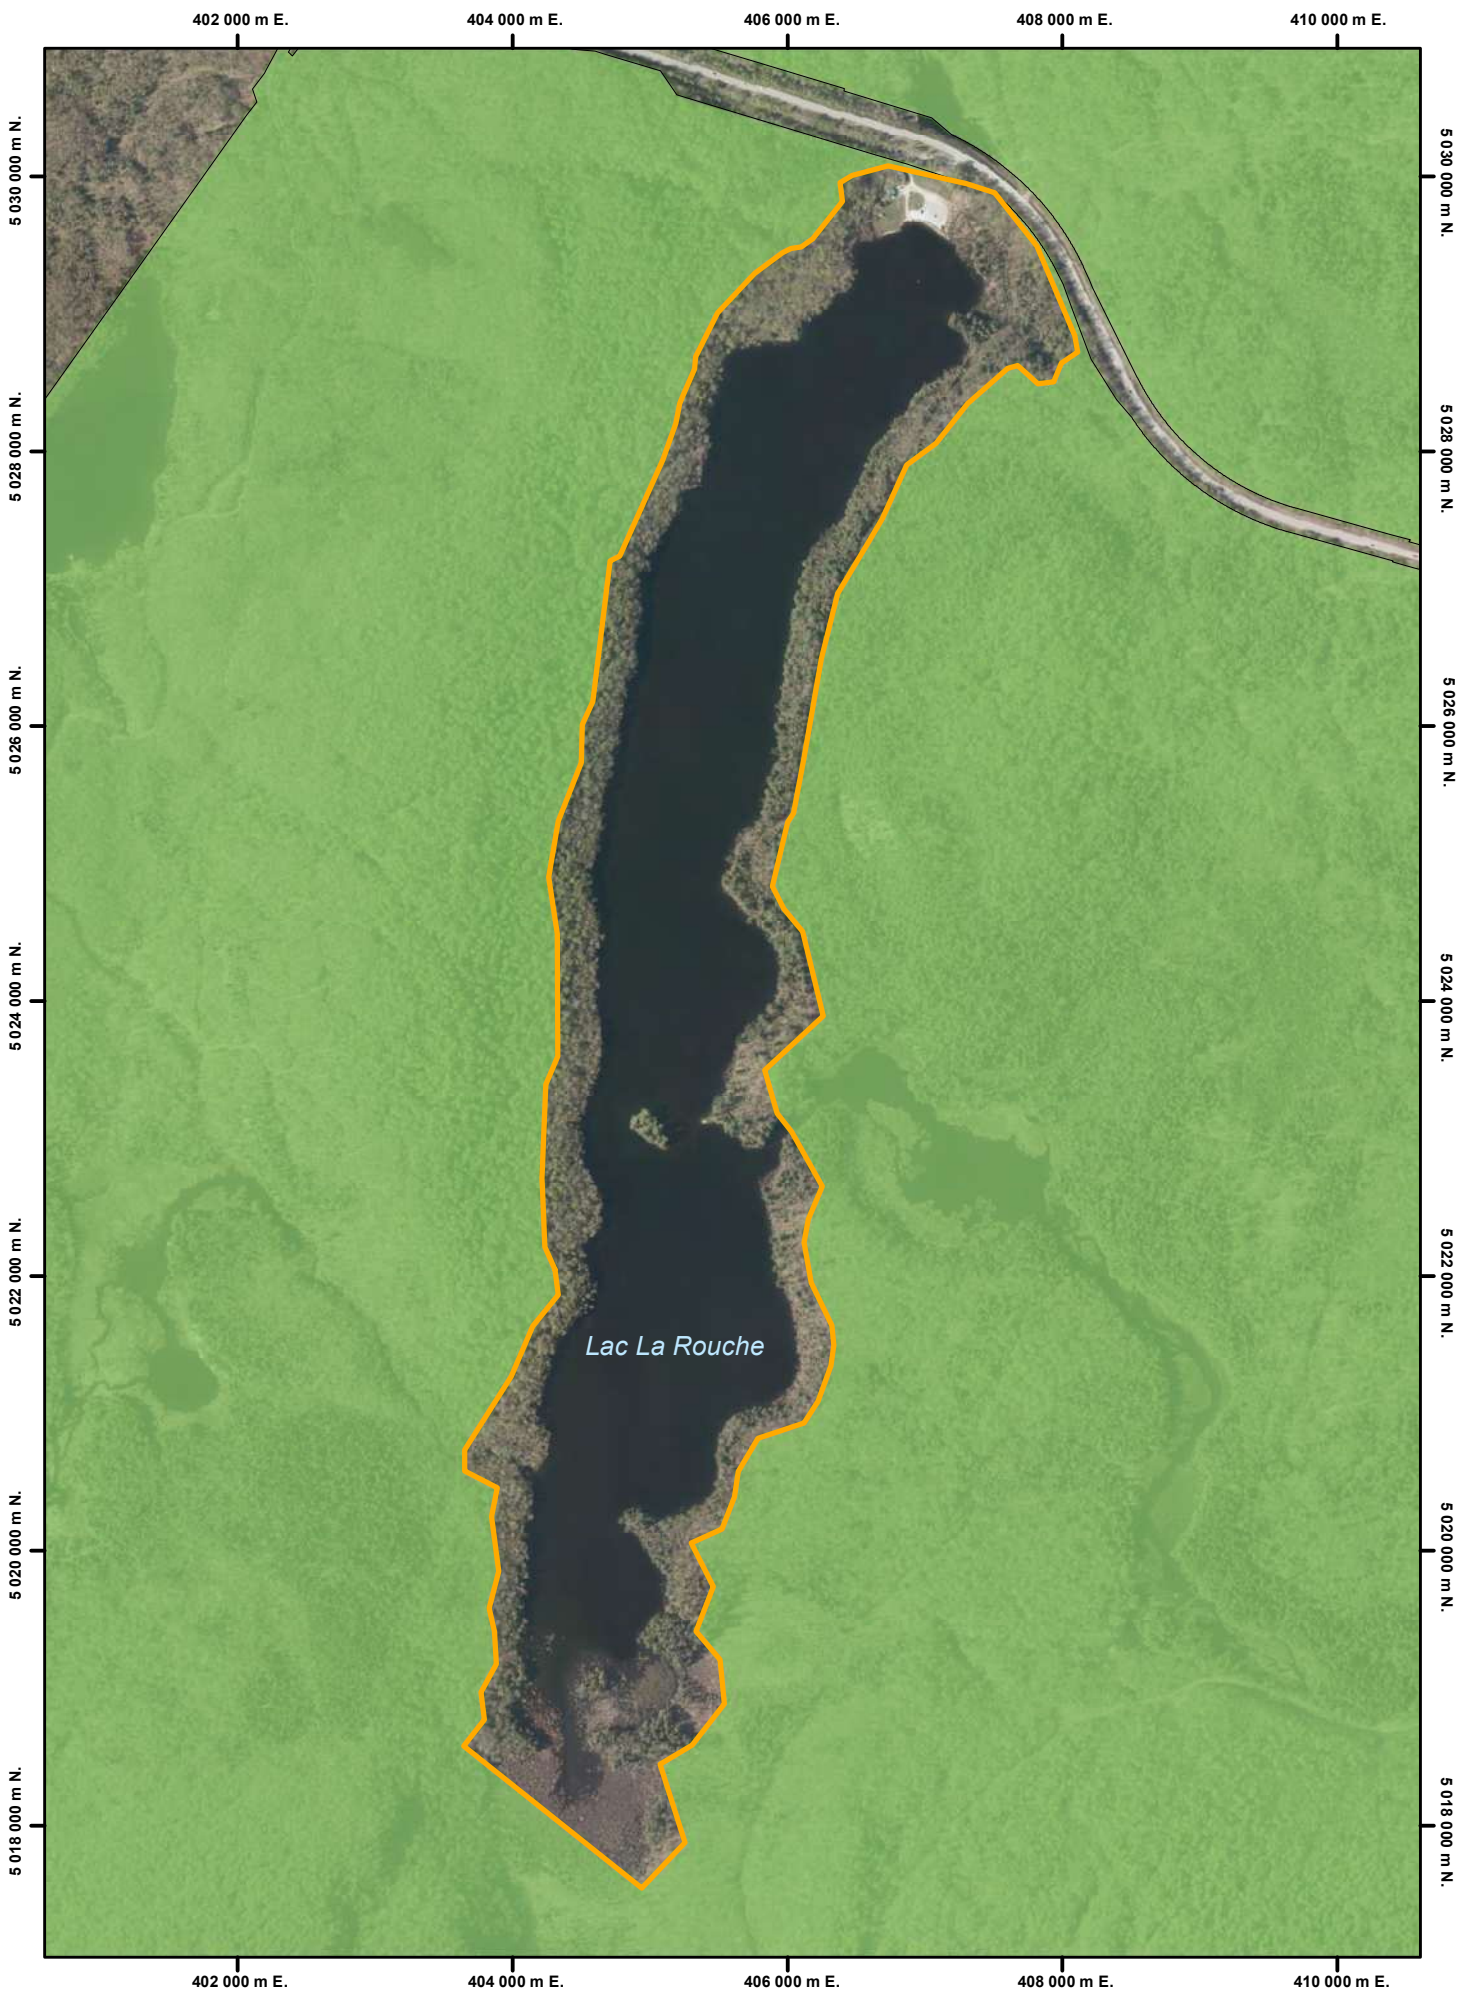 402 000 m E.
404 000 m E.
406 000 m E.
408 000 m E.
410 000 m E.
5 030 000 m N.
5 030 000 m N.
5 028 000 m N.
5 028 000 m N.
5 026 000 m N.
5 026 000 m N.
5 024 000 m N.
5 024 000 m N.
5 022 000 m N.
5 022 000 m N.
Lac La Rouche
5 020 000 m N.
5 020 000 m N.
5 018 000 m N.
5 018 000 m N.
402 000 m E.
404 000 m E.
406 000 m E.
408 000 m E.
410 000 m E.